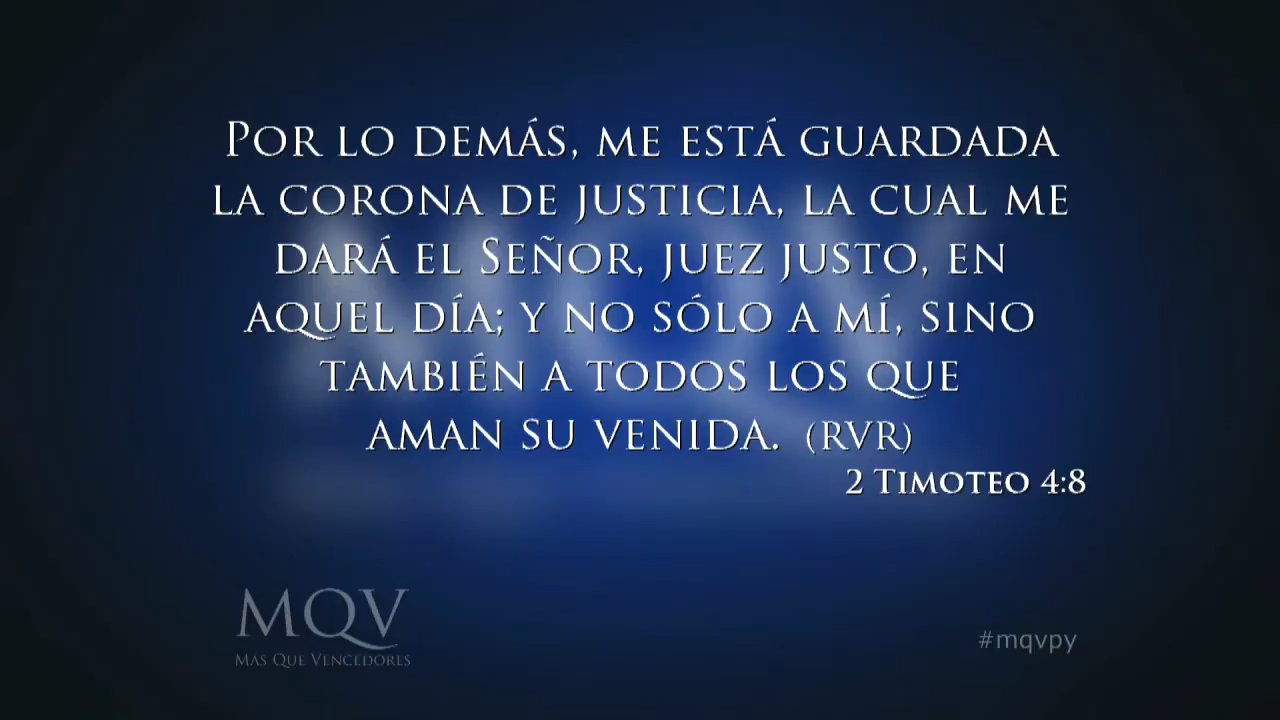 Por lo demás, me está guardada
la corona de justicia, la cual me
dará el Señor, juez justo, en
aquel día; y no sólo a mí, sino
también a todos los que
aman su venida. (RVR)
2 Timoteo 4:8
MQV
Más Que Vencedores
#mqvpy